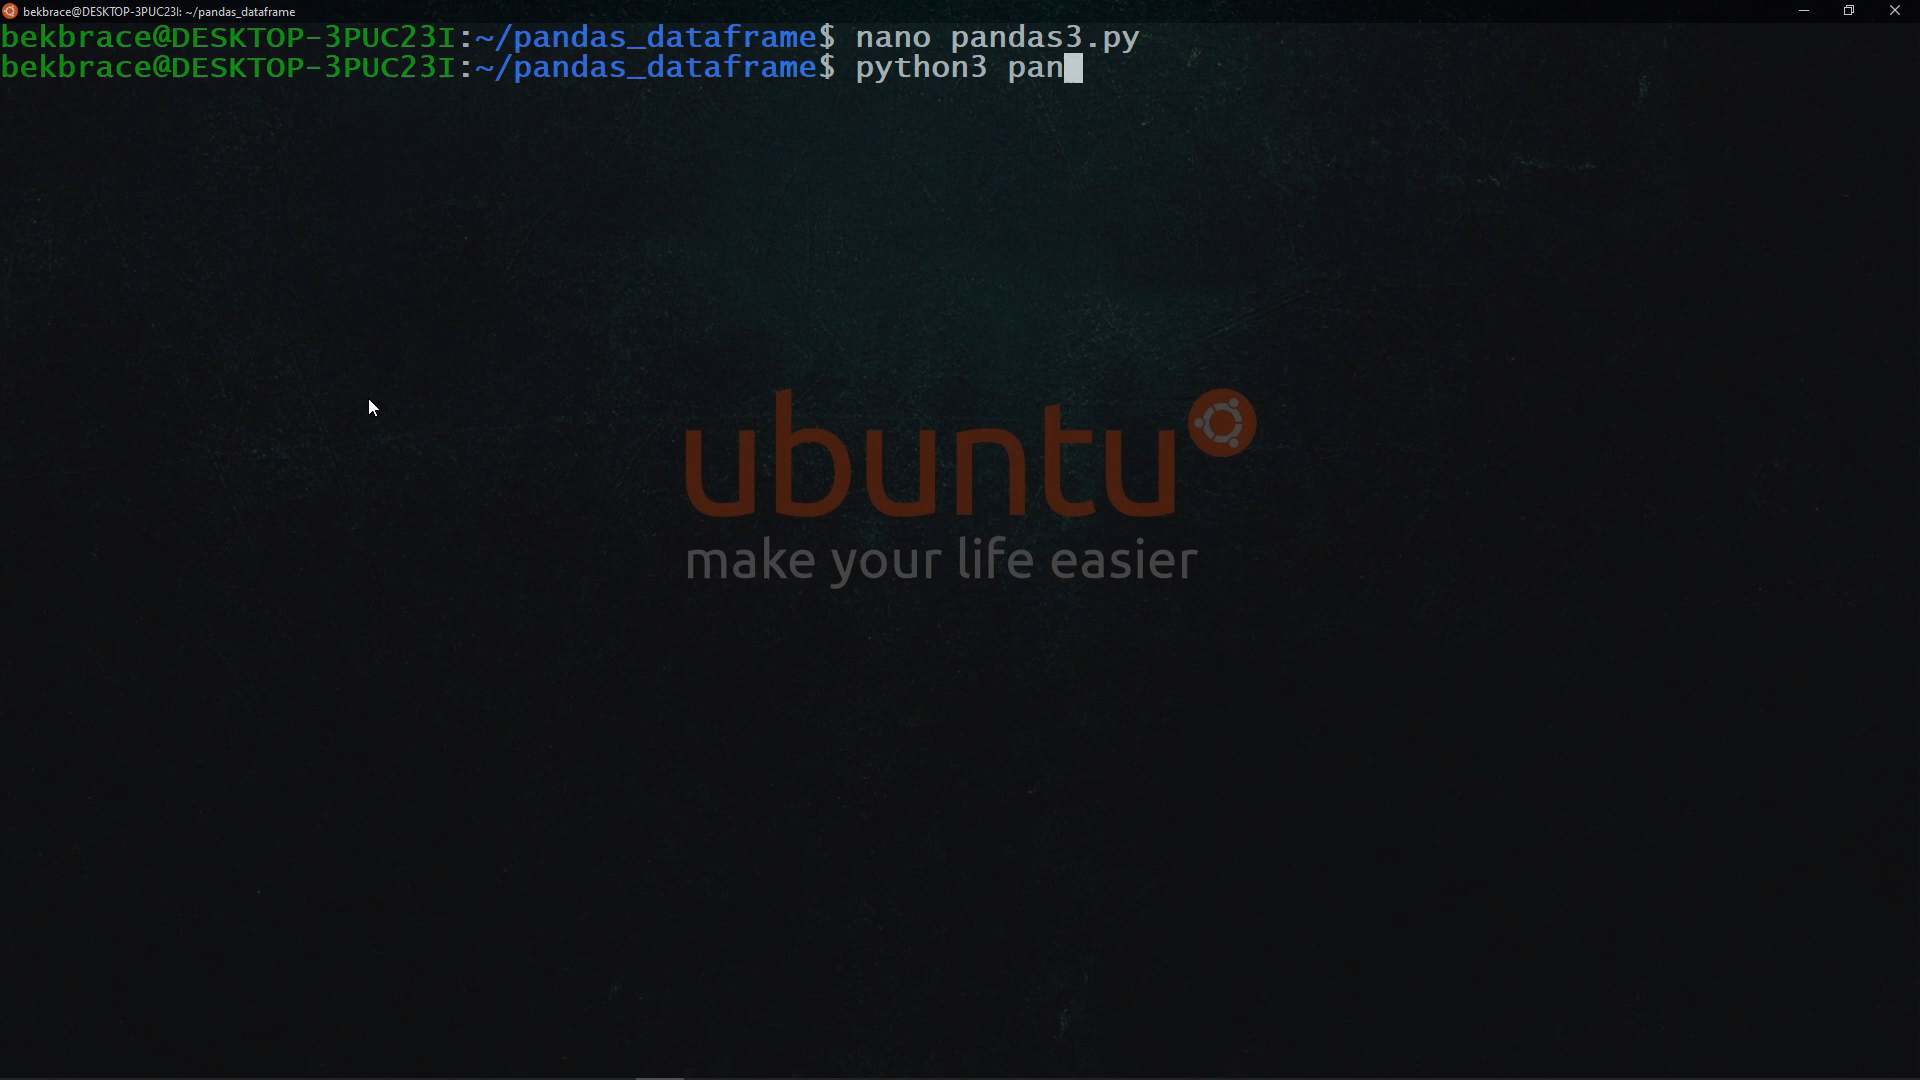 bekbrace@DESKTOP-3PUC23I: ~/pandas_dataframe
bekbrace@DESKTOP-3PUC23I:~/pandas_dataframe$ nano pandas3.py
bekbrace@DESKTOP-3PUC23I:~/pandas_dataframe$ python3 pan
ubuntu
make your life easier